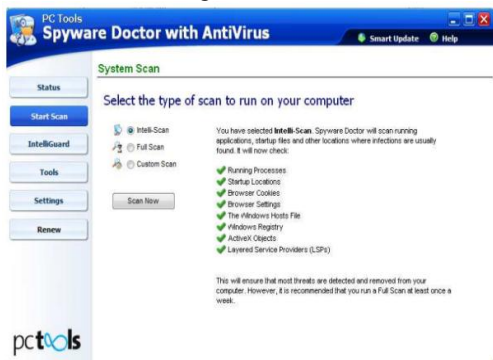 PC Tools
Spyware Doctor with AntiVirus
Smart Update
Help
Status
Start Scan
IntelliGuard
Tools
Settings
Renew
System Scan
Select the type of scan to run on your computer
Intelli-Scan
Full Scan
Custom Scan
Scan Now
You have selected Intelli-Scan. Spyware Doctor will scan running
applications, startup files and other locations where infections are usually
found. It will now check:
Running Processes
Startup Locations
Browser Cookies
Browser Settings
The Windows Hosts File
Windows Registry
ActiveX Objects
Layered Service Providers (LSPs)
This will ensure that most threats are detected and removed from your
computer. However, it is recommended that you run a Full Scan at least once a
week.
pctools